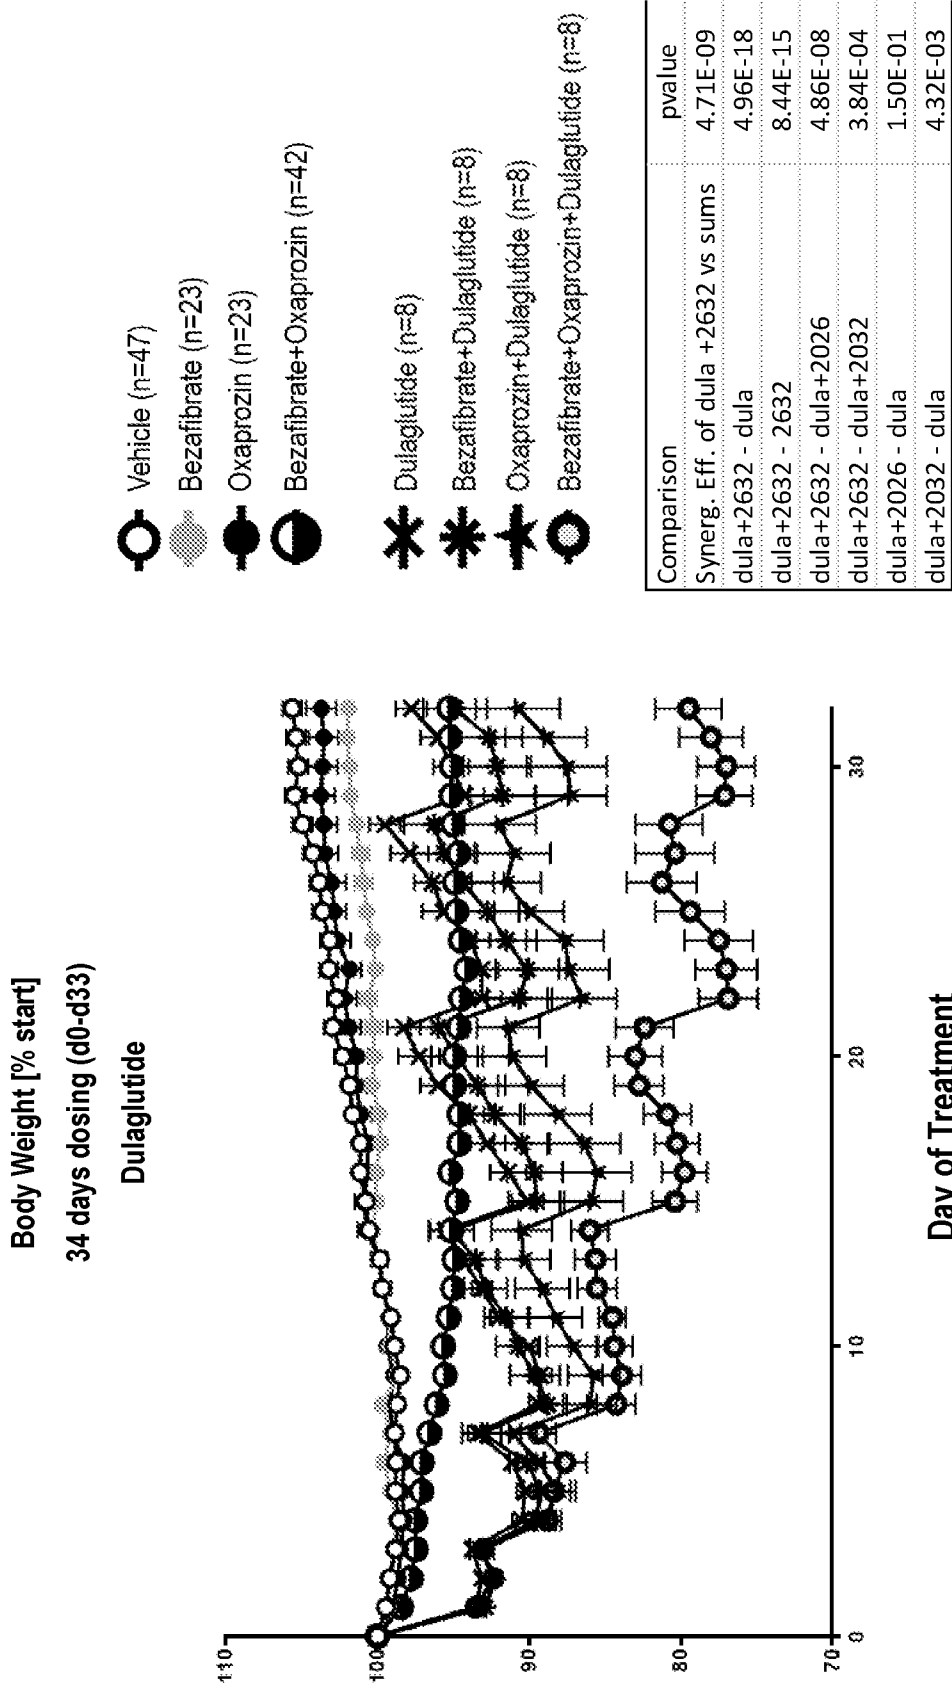 Body Weight [% start]
34 days dosing (d0-d33)
Dulaglutide
110
100
90
80
70
0
10
20
30
Day of Treatment
Vehicle (n=47)
Bezafibrate (n=23)
Oxaprozin (n=23)
Bezafibrate+Oxaprozin (n=42)
Dulaglutide (n=8)
Bezafibrate+Dulaglutide (n=8)
Oxaprozin+Dulaglutide (n=8)
Bezafibrate+Oxaprozin+Dulaglutide (n=8)
Comparison pvalue
Synerg. Eff. of dula +2632 vs sums 4.71E-09
dula+2632 - dula 4.96E-18
dula+2632 - 2632 8.44E-15
dula+2632 - dula+2026 4.86E-08
dula+2632 - dula+2032 3.84E-04
dula+2026 - dula 1.50E-01
dula+2032 - dula 4.32E-03